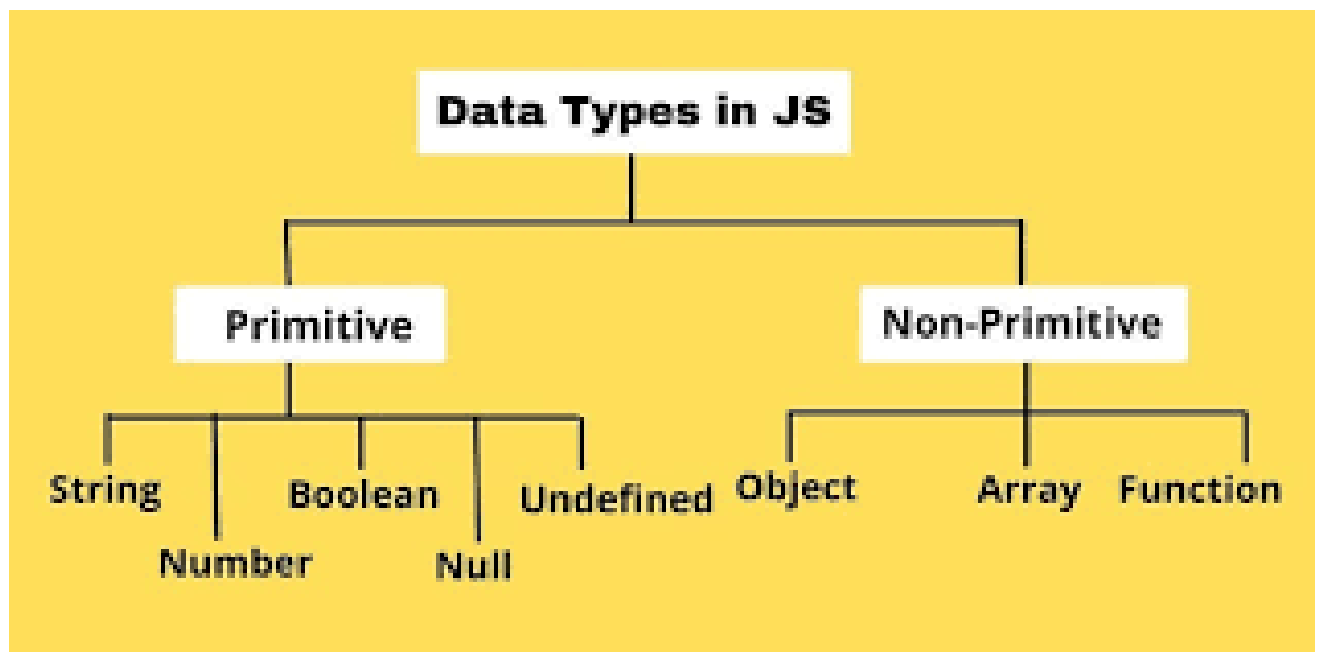 Data Types in JS
Primitive
Non-Primitive
String
Boolean
Undefined
Object
Array
Function
Number
Null